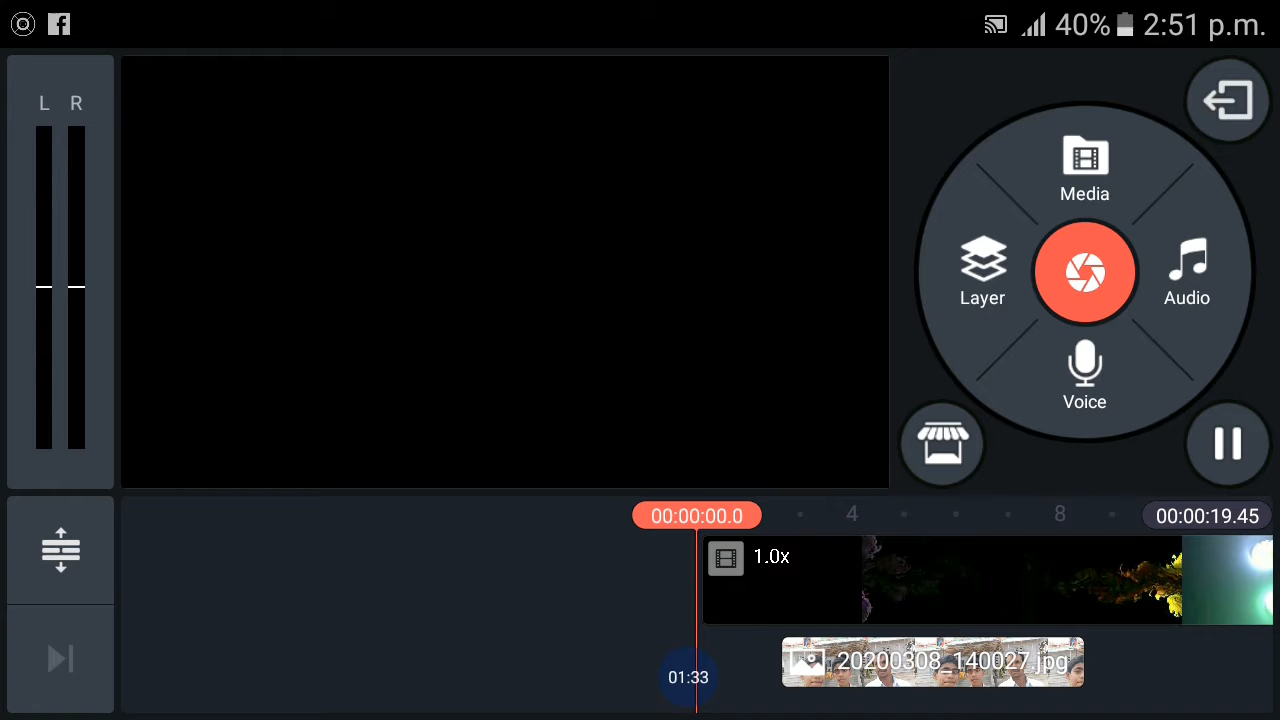 40% 2:51 p.m.
L R
Media
Layer
Audio
Voice
00:00:00.0 4 8 00:00:19.45
1.0x
20200308_140027.jpg
01:33